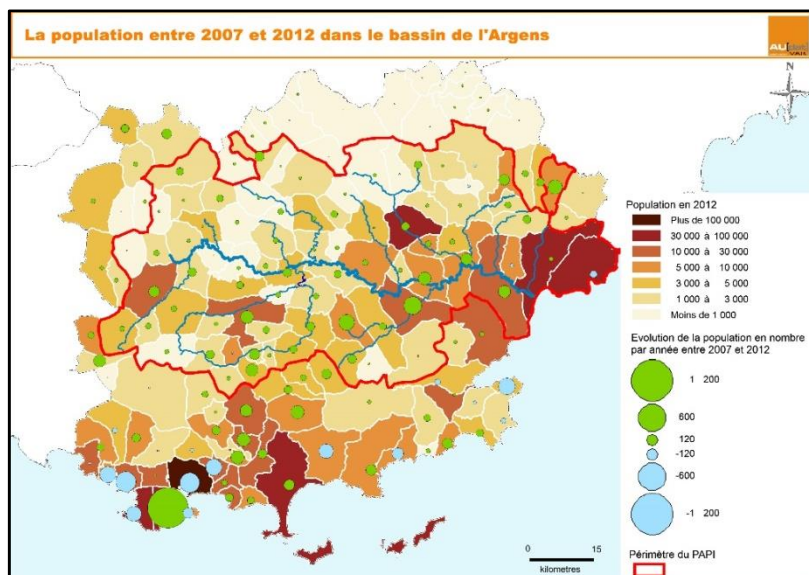 La population entre 2007 et 2012 dans le bassin de l'Argens
AU]dat
VAR
N
Population en 2012
Plus de 100 000
30 000 à 100 000
10 000 à 30 000
5 000 à 10 000
3 000 à 5 000
1 000 à 3 000
Moins de 1 000
Evolution de la population en nombre
par année entre 2007 et 2012
1 200
600
120
-120
-600
-1 200
Périmètre du PAPI
0 15
kilometres